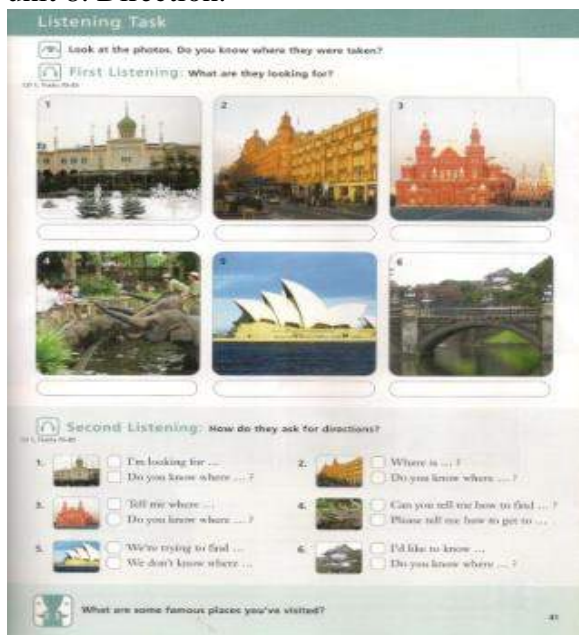 unit 8. Direction.
Listening Task
Look at the photos. Do you know where they were taken?
First Listening: What are they looking for?
1
2
3
4
5
6
Second Listening: How do they ask for directions?
1.
I'm looking for ...
Do you know where ... ?
2.
Where is ... ?
Do you know where ... ?
3.
Tell me where ...
Do you know where ... ?
4.
Can you tell me how to find ... ?
Please tell me how to get to ... .
5.
We're trying to find ...
We don't know where ...
6.
I'd like to know ...
Do you know where ... ?
What are some famous places you've visited?
41